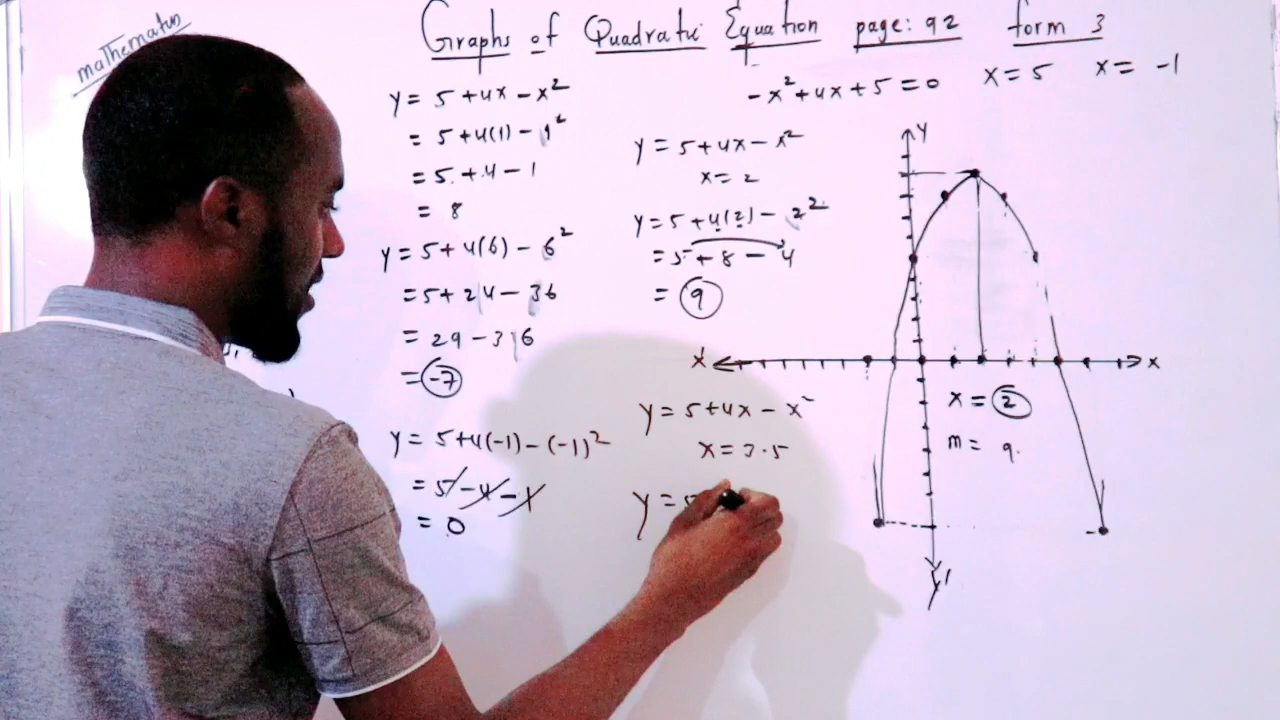 mathematics
Graphs of Quadratic Equation page: 92 form 3
y = 5 + 4x - x²
= 5 + 4(1) - 1²
= 5 + 4 - 1
= 8
y = 5 + 4(6) - 6²
= 5 + 24 - 36
= 29 - 36
= -7
y = 5 + 4(-1) - (-1)²
= 5 - 4 - 1
= 0
-x² + 4x + 5 = 0 x = 5 x = -1
y = 5 + 4x - x²
x = 2
y = 5 + 4(2) - 2²
= 5 + 8 - 4
= 9
y = 5 + 4x - x²
x = 3.5
y = 5
Y
x' x
x = 2
m = 9
y'